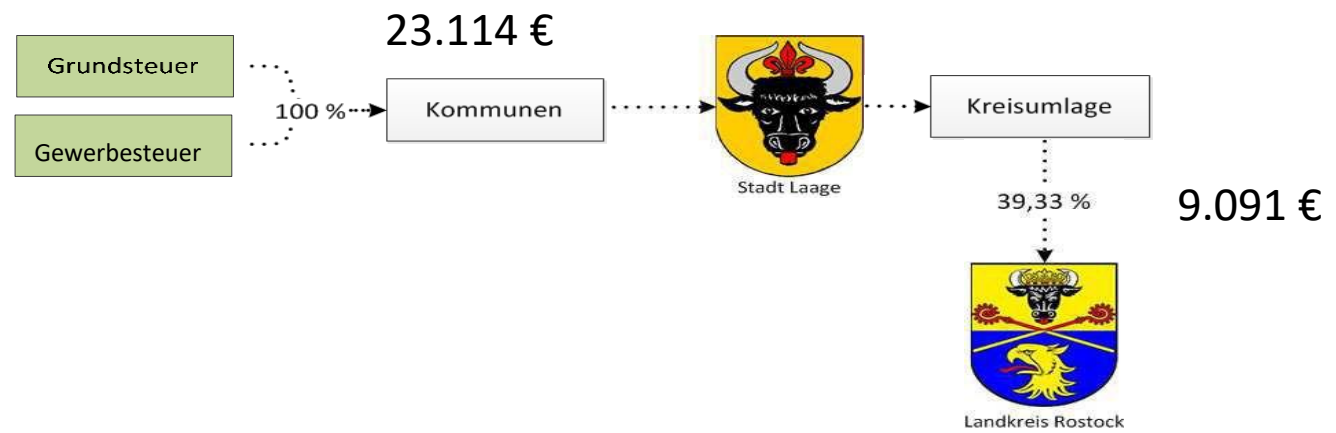 23.114 €
Grundsteuer
Gewerbesteuer
100 %
Kommunen
Stadt Laage
Kreisumlage
39,33 %
9.091 €
Landkreis Rostock